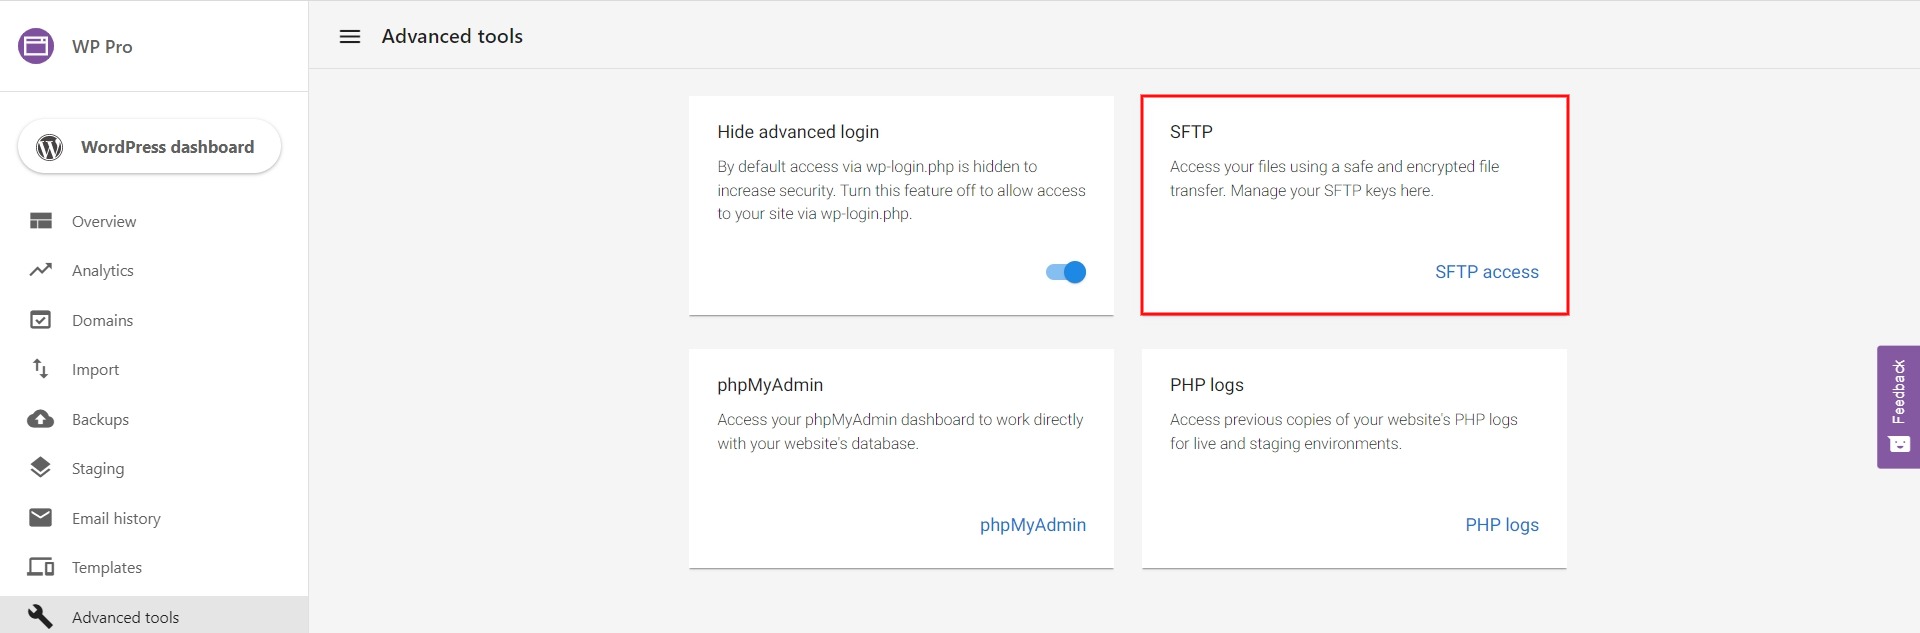 WP Pro
WordPress dashboard
Overview
Analytics
Domains
Import
Backups
Staging
Email history
Templates
Advanced tools
Advanced tools
Hide advanced login
By default access via wp-login.php is hidden to
increase security. Turn this feature off to allow access
to your site via wp-login.php.
SFTP
Access your files using a safe and encrypted file
transfer. Manage your SFTP keys here.
SFTP access
phpMyAdmin
Access your phpMyAdmin dashboard to work directly
with your website's database.
phpMyAdmin
PHP logs
Access previous copies of your website's PHP logs
for live and staging environments.
PHP logs
Feedback